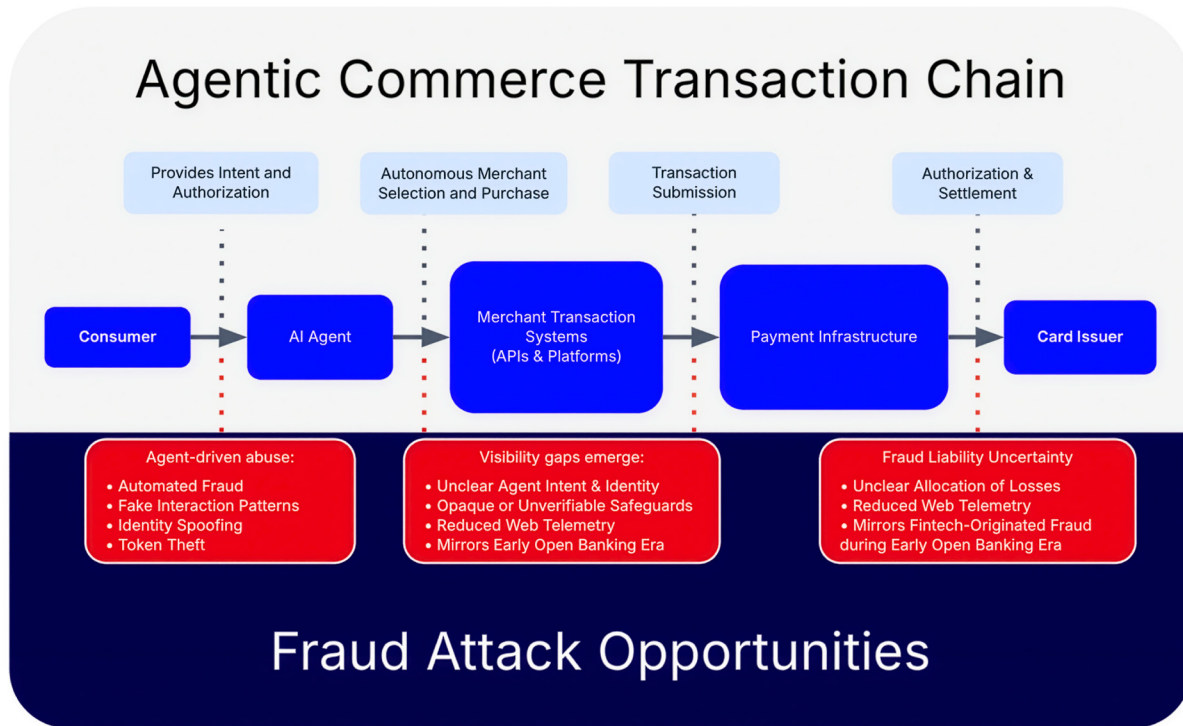 Agentic Commerce Transaction Chain
Provides Intent and
Authorization
Autonomous Merchant
Selection and Purchase
Transaction
Submission
Authorization &
Settlement
Consumer
AI Agent
Merchant Transaction
Systems
(APIs & Platforms)
Payment Infrastructure
Card Issuer
Agent-driven abuse:
• Automated Fraud
• Fake Interaction Patterns
• Identity Spoofing
• Token Theft
Visibility gaps emerge:
• Unclear Agent Intent & Identity
• Opaque or Unverifiable Safeguards
• Reduced Web Telemetry
• Mirrors Early Open Banking Era
Fraud Liability Uncertainty
• Unclear Allocation of Losses
• Reduced Web Telemetry
• Mirrors Fintech-Originated Fraud
during Early Open Banking Era
Fraud Attack Opportunities